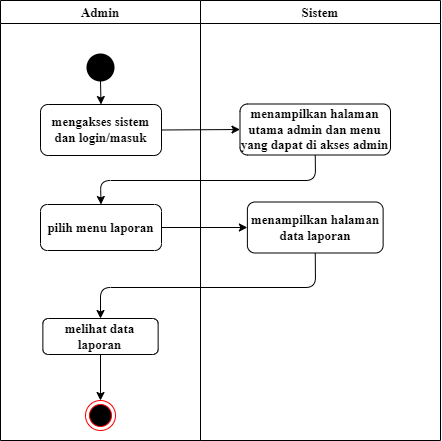 Admin
Sistem
mengakses sistem
dan login/masuk
menampilkan halaman
utama admin dan menu
yang dapat di akses admin
pilih menu laporan
menampilkan halaman
data laporan
melihat data
laporan